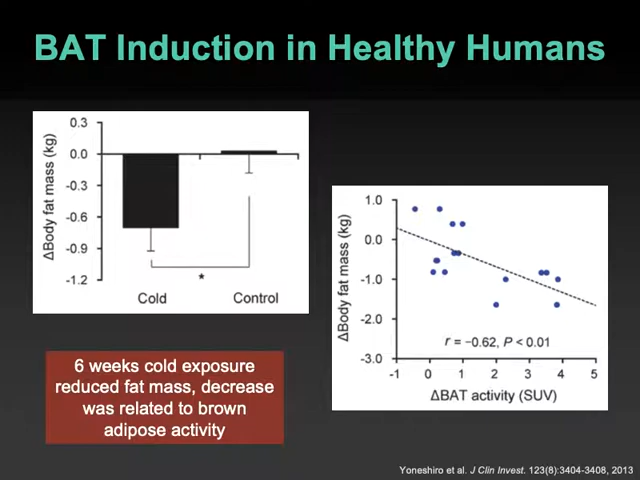 BAT Induction in Healthy Humans
ΔBody fat mass (kg)
0.3
0.0
-0.3
-0.6
-0.9
-1.2
*
Cold Control
ΔBody fat mass (kg)
1.0
0.0
-1.0
-2.0
-3.0
r = −0.62, P < 0.01
-1 0 1 2 3 4 5
ΔBAT activity (SUV)
6 weeks cold exposure
reduced fat mass, decrease
was related to brown
adipose activity
Yoneshiro et al. J Clin Invest. 123(8):3404-3408, 2013